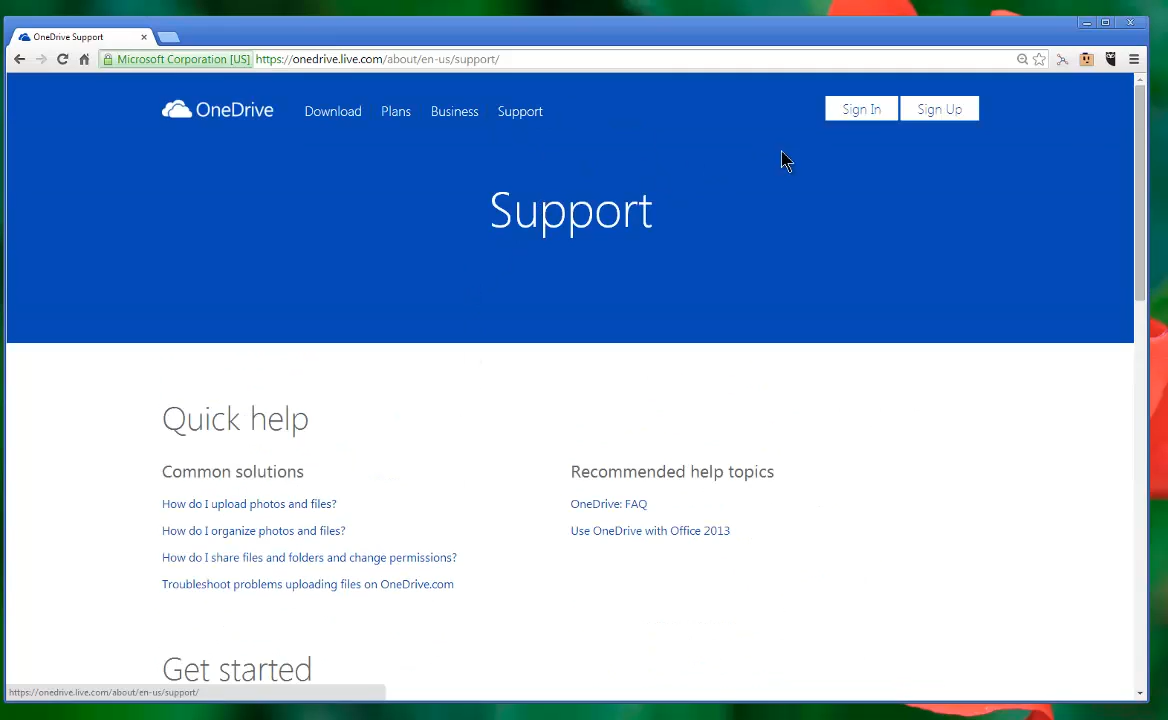 OneDrive Support
Microsoft Corporation [US] https://onedrive.live.com/about/en-us/support/
OneDrive Download Plans Business Support Sign In Sign Up
Support
Quick help
Common solutions
Recommended help topics
How do I upload photos and files?
OneDrive: FAQ
How do I organize photos and files?
Use OneDrive with Office 2013
How do I share files and folders and change permissions?
Troubleshoot problems uploading files on OneDrive.com
Get started
https://onedrive.live.com/about/en-us/support/